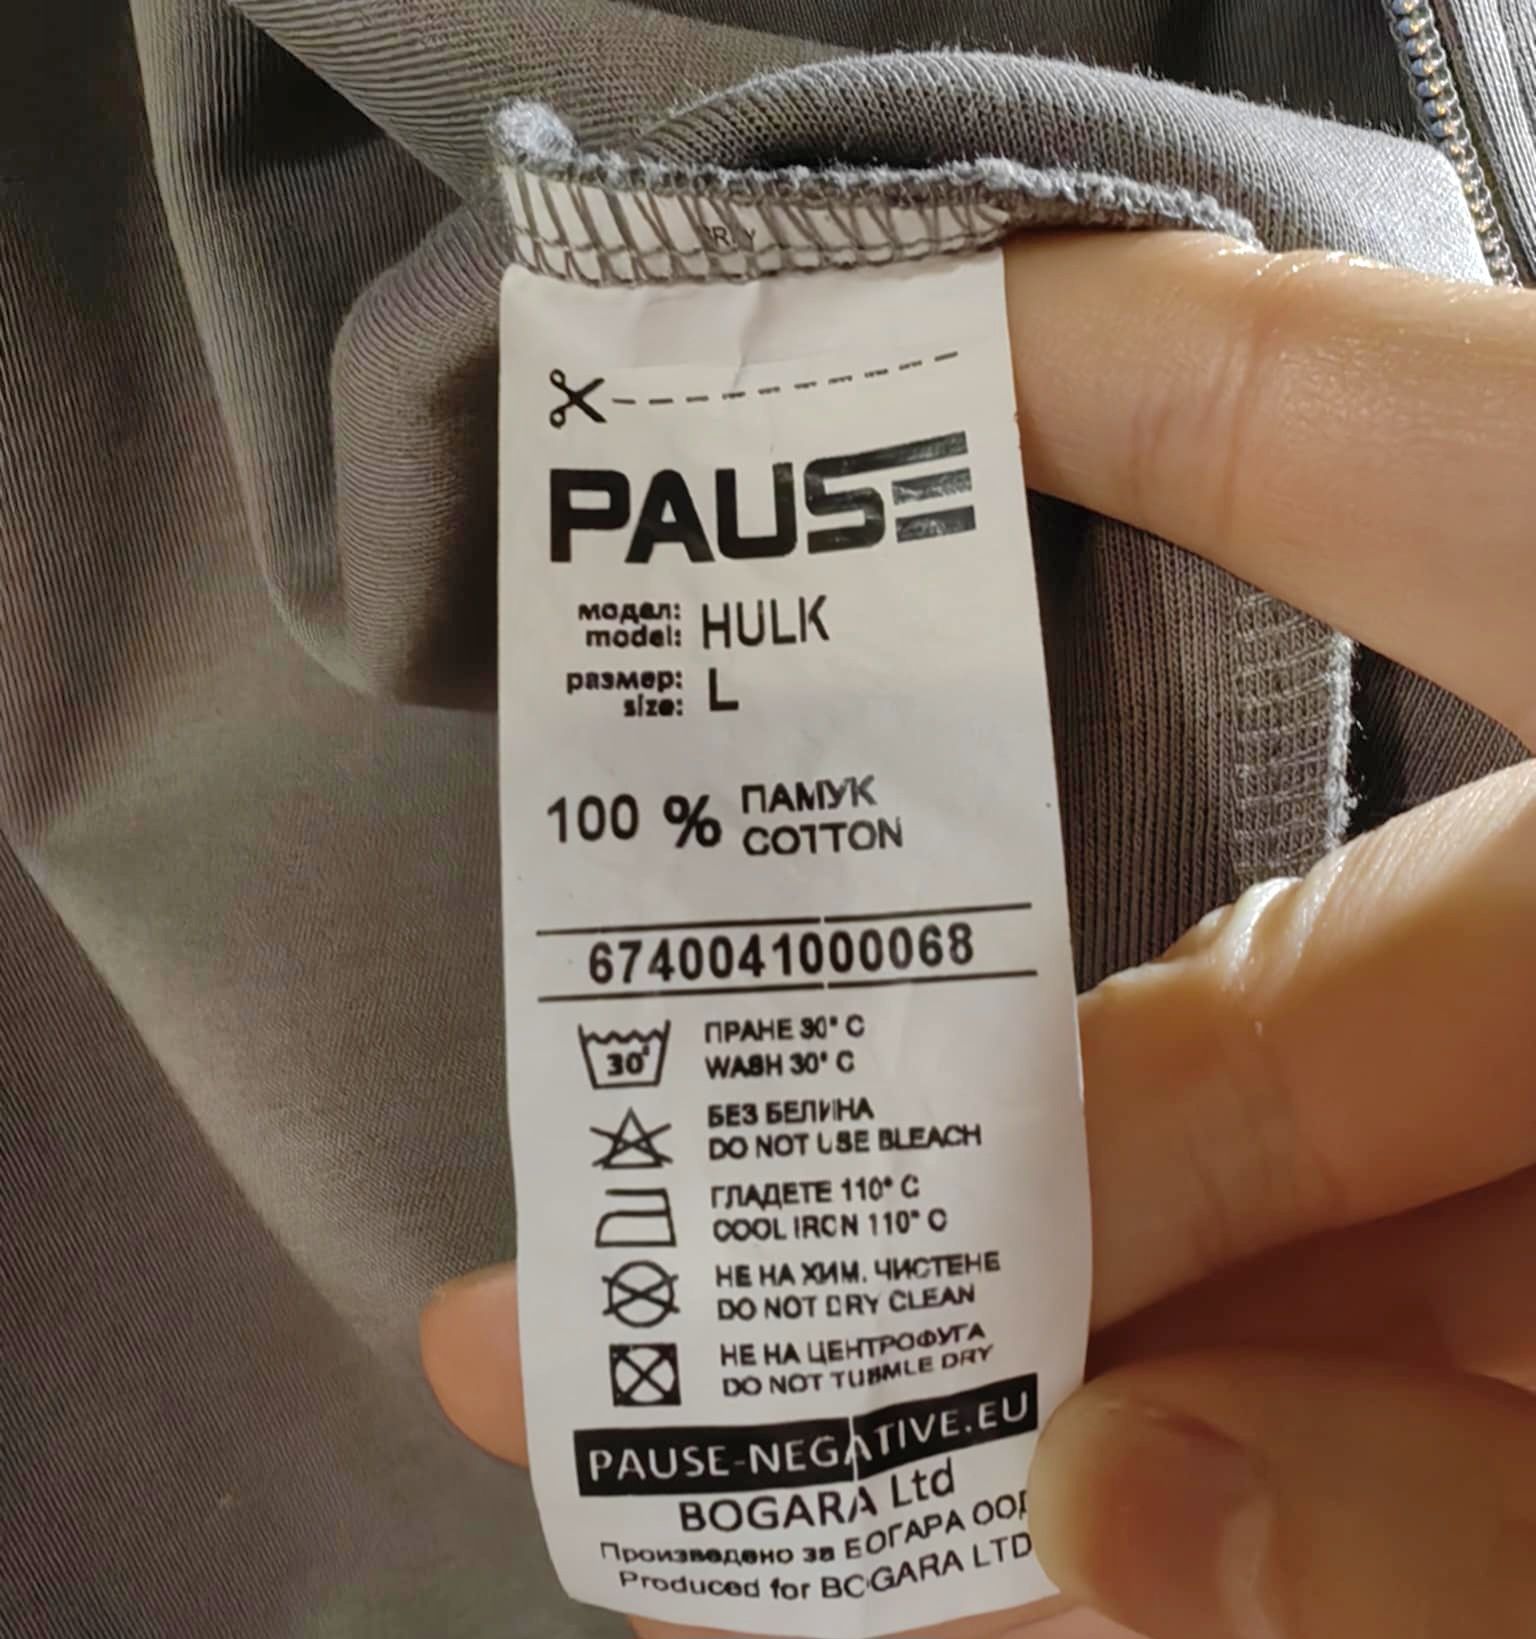 PAUSE
модел:
model: HULK
размер:
size: L
100 % ПАМУК
COTTON
6740041000068
30°
ПРАНЕ 30° C
WASH 30° C
БЕЗ БЕЛИНА
DO NOT USE BLEACH
ГЛАДЕТЕ 110° C
COOL IRON 110° C
НЕ НА ХИМ. ЧИСТЕНЕ
DO NOT DRY CLEAN
НЕ НА ЦЕНТРОФУГА
DO NOT TUMMLE DRY
PAUSE-NEGATIVE.EU
BOGARA Ltd
Произведено за БОГАРА ООД
Produced for BOGARA LTD